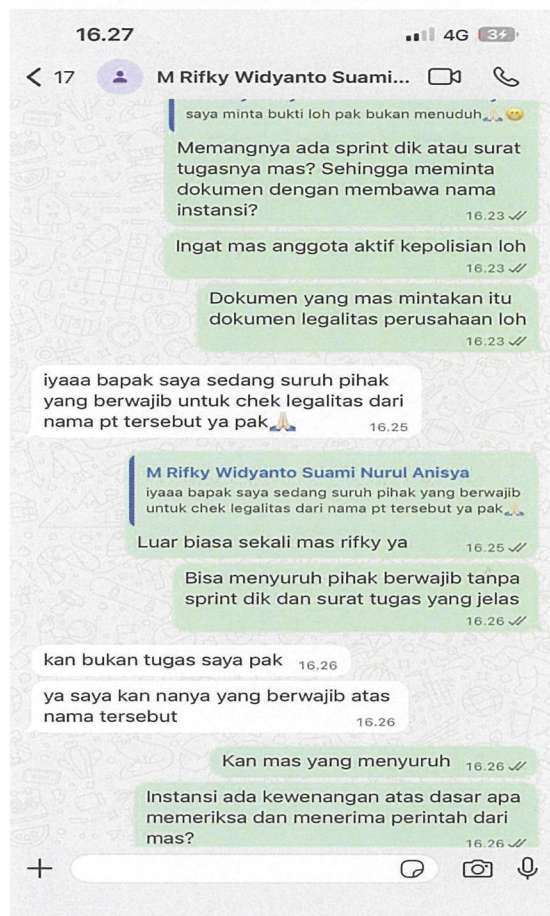 16.27
4G
3
17
M Rifky Widyanto Suami...
saya minta bukti loh pak bukan menuduh🙏🏻😁
Memangnya ada sprint dik atau surat
tugasnya mas? Sehingga meminta
dokumen dengan membawa nama
instansi?
16.23
Ingat mas anggota aktif kepolisian loh
16.23
Dokumen yang mas mintakan itu
dokumen legalitas perusahaan loh
16.23
iyaaa bapak saya sedang suruh pihak
yang berwajib untuk chek legalitas dari
nama pt tersebut ya pak🙏🏻
16.25
M Rifky Widyanto Suami Nurul Anisya
iyaaa bapak saya sedang suruh pihak yang berwajib
untuk chek legalitas dari nama pt tersebut ya pak🙏🏻
Luar biasa sekali mas rifky ya
16.25
Bisa menyuruh pihak berwajib tanpa
sprint dik dan surat tugas yang jelas
16.26
kan bukan tugas saya pak
16.26
ya saya kan nanya yang berwajib atas
nama tersebut
16.26
Kan mas yang menyuruh
16.26
Instansi ada kewenangan atas dasar apa
memeriksa dan menerima perintah dari
mas?
16.26